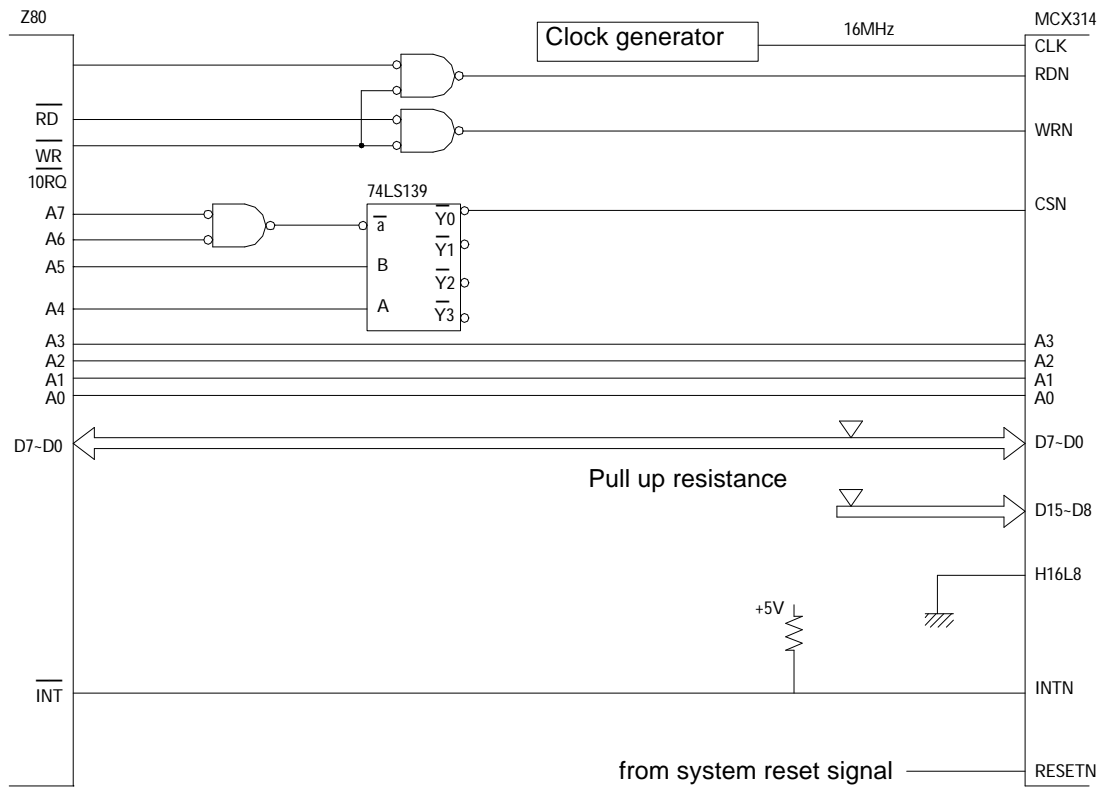 Z80
MCX314
Clock generator
16MHz
CLK
RDN
RD
WRN
WR
10RQ
74LS139
A7
a
Y0
CSN
A6
Y1
A5
B
Y2
A4
A
Y3
A3
A3
A2
A2
A1
A1
A0
A0
D7~D0
D7~D0
Pull up resistance
D15~D8
H16L8
+5V
INT
INTN
from system reset signal
RESETN